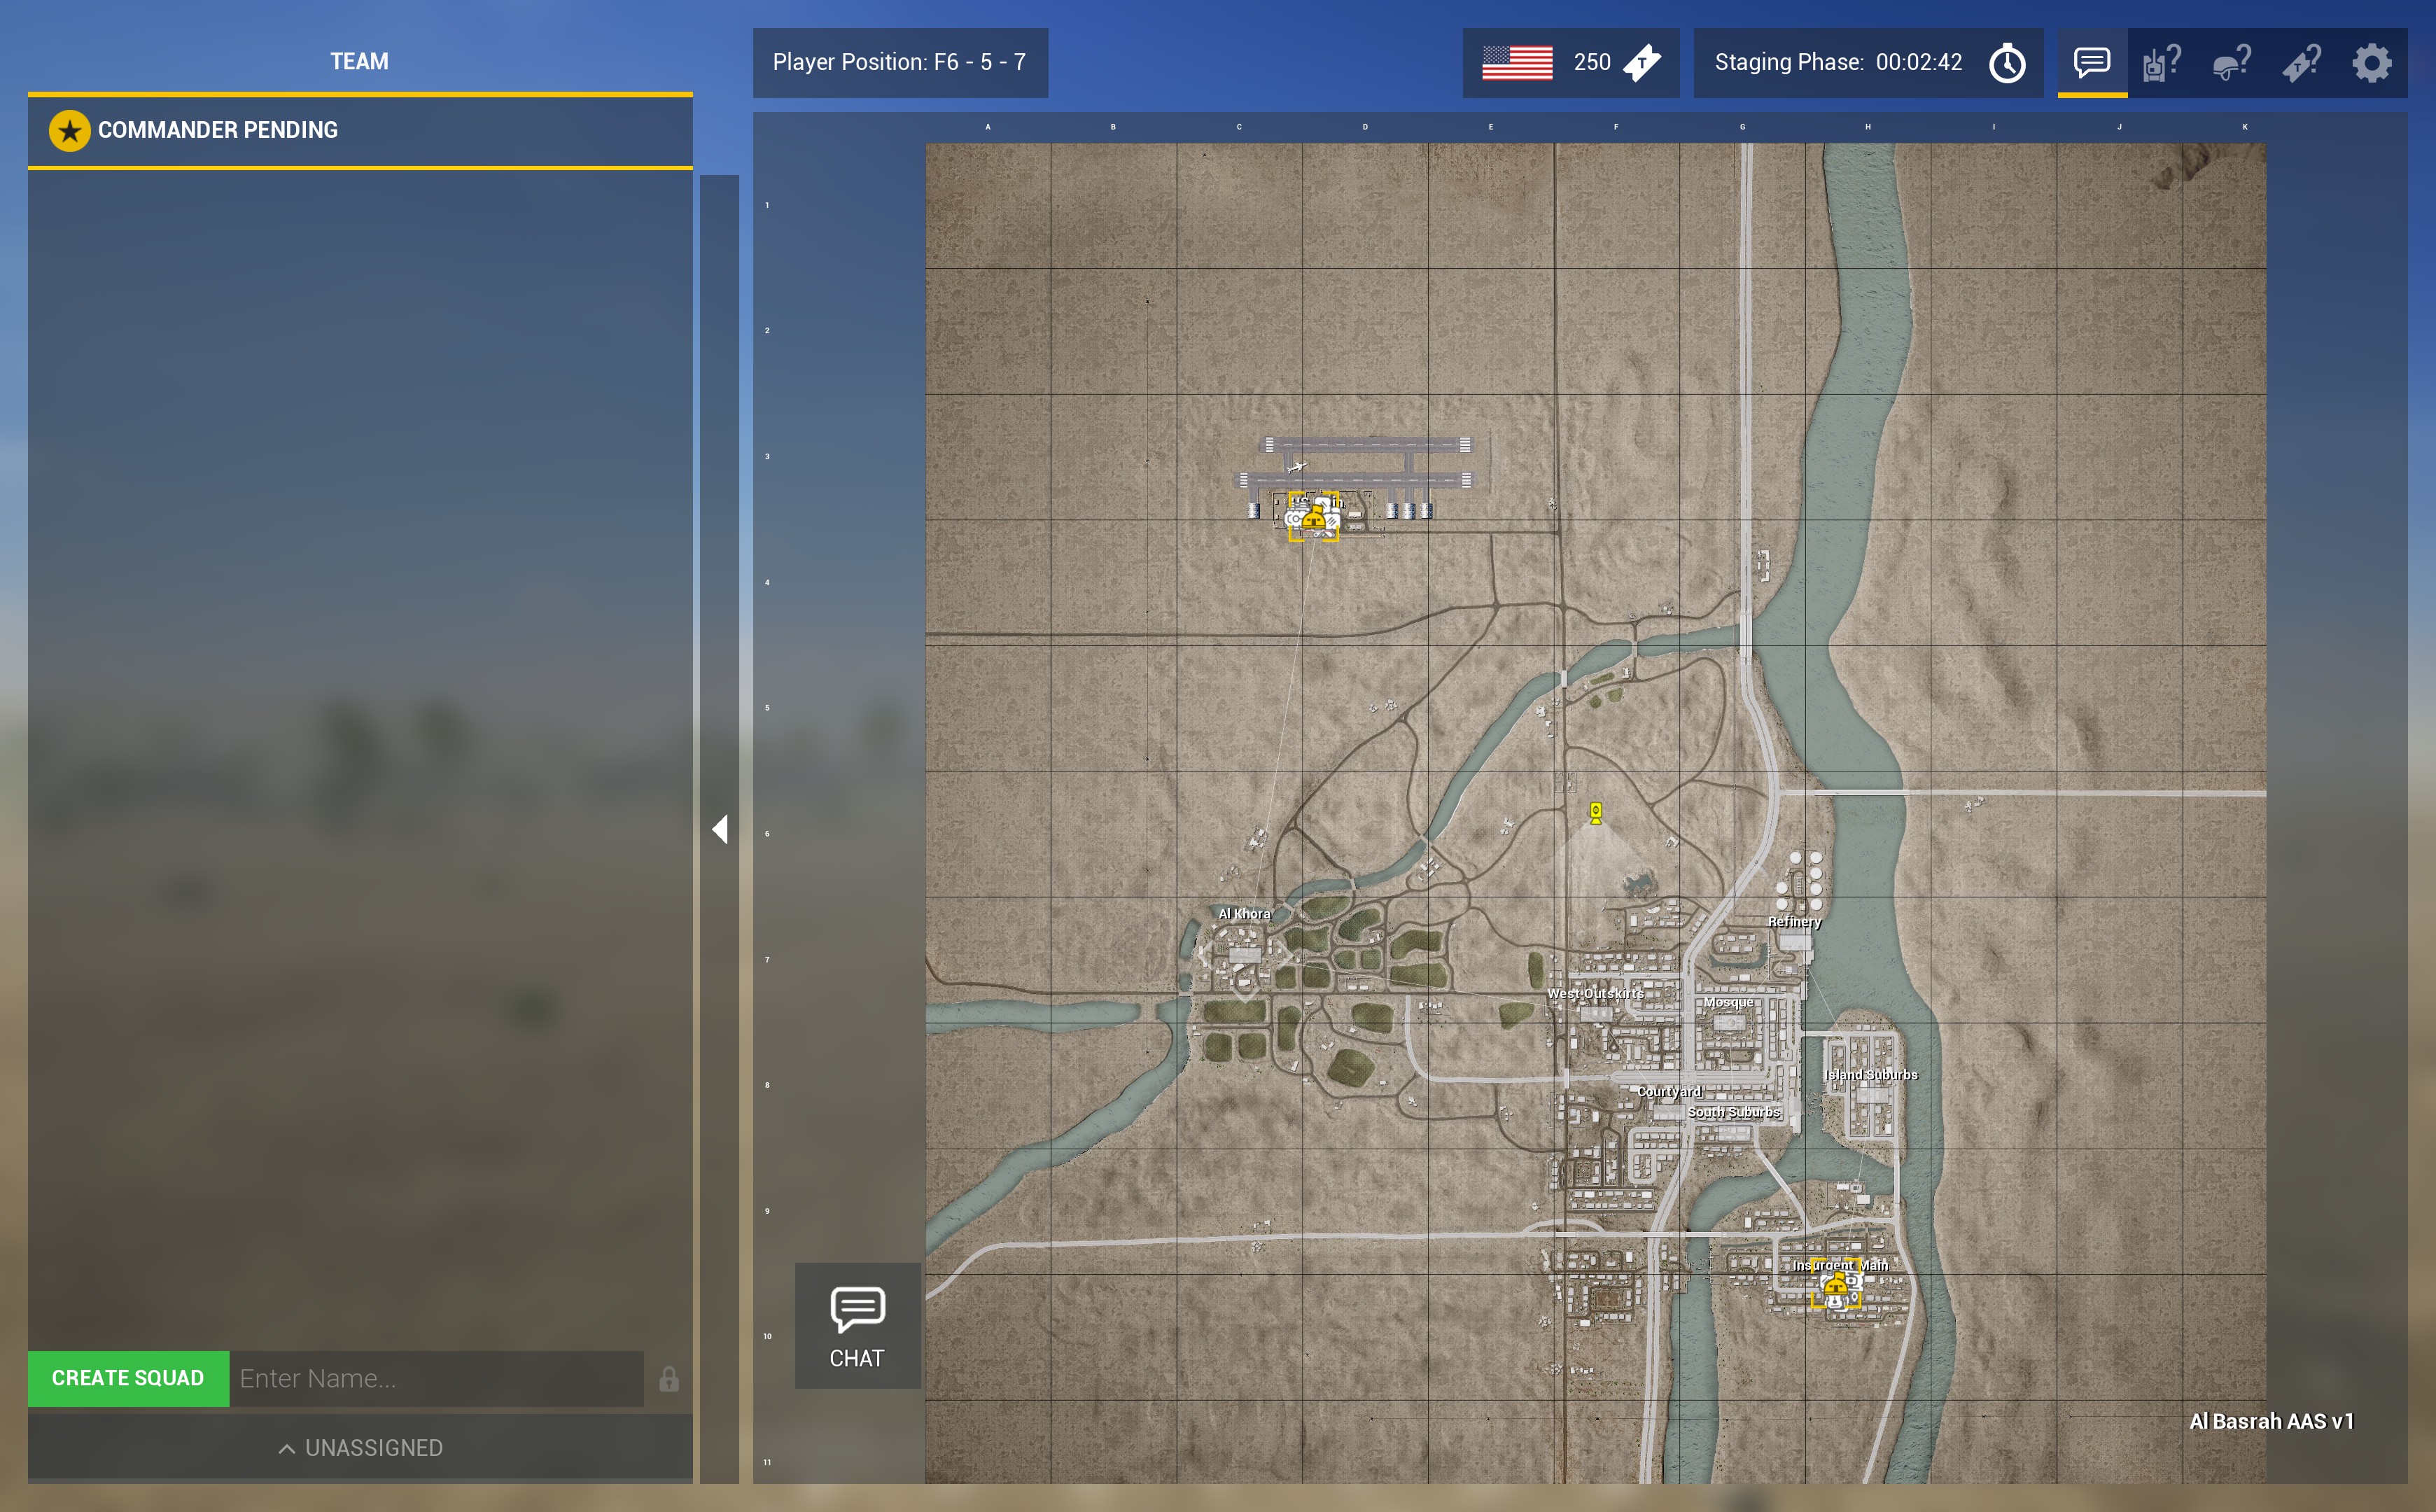 TEAM
Player Position: F6 - 5 - 7
250
Staging Phase: 00:02:42
COMMANDER PENDING
A B C D E F G H I J K
1
2
3
4
5
6
Al Khora
Refinery
7
West Outskirts
Mosque
Island Suburbs
8
Courtyard
South Suburbs
9
Insurgent Main
10
CHAT
CREATE SQUAD
Enter Name...
Al Basrah AAS v1
UNASSIGNED
11